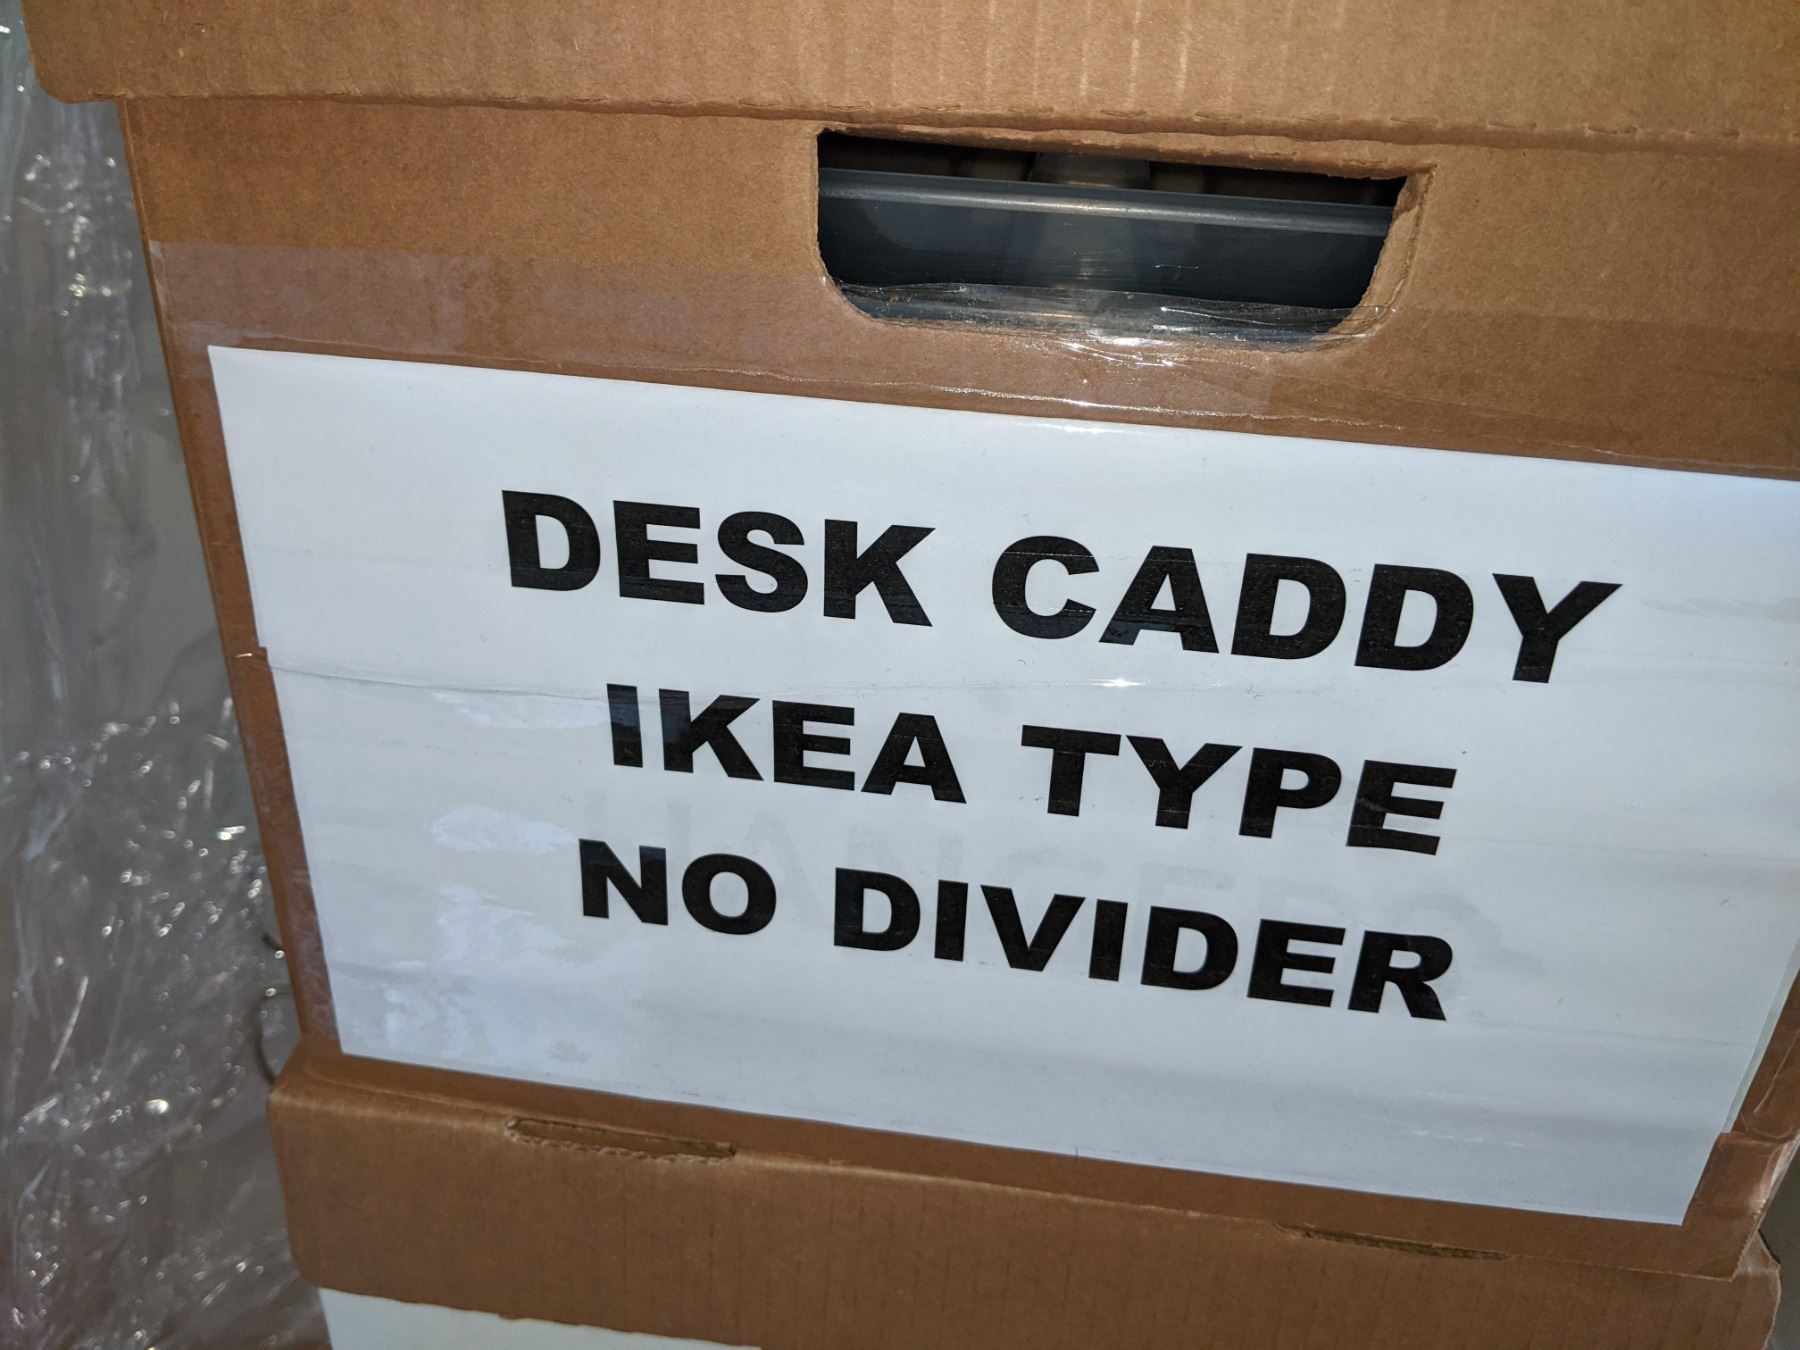 DESK CADDY
IKEA TYPE
NO DIVIDER